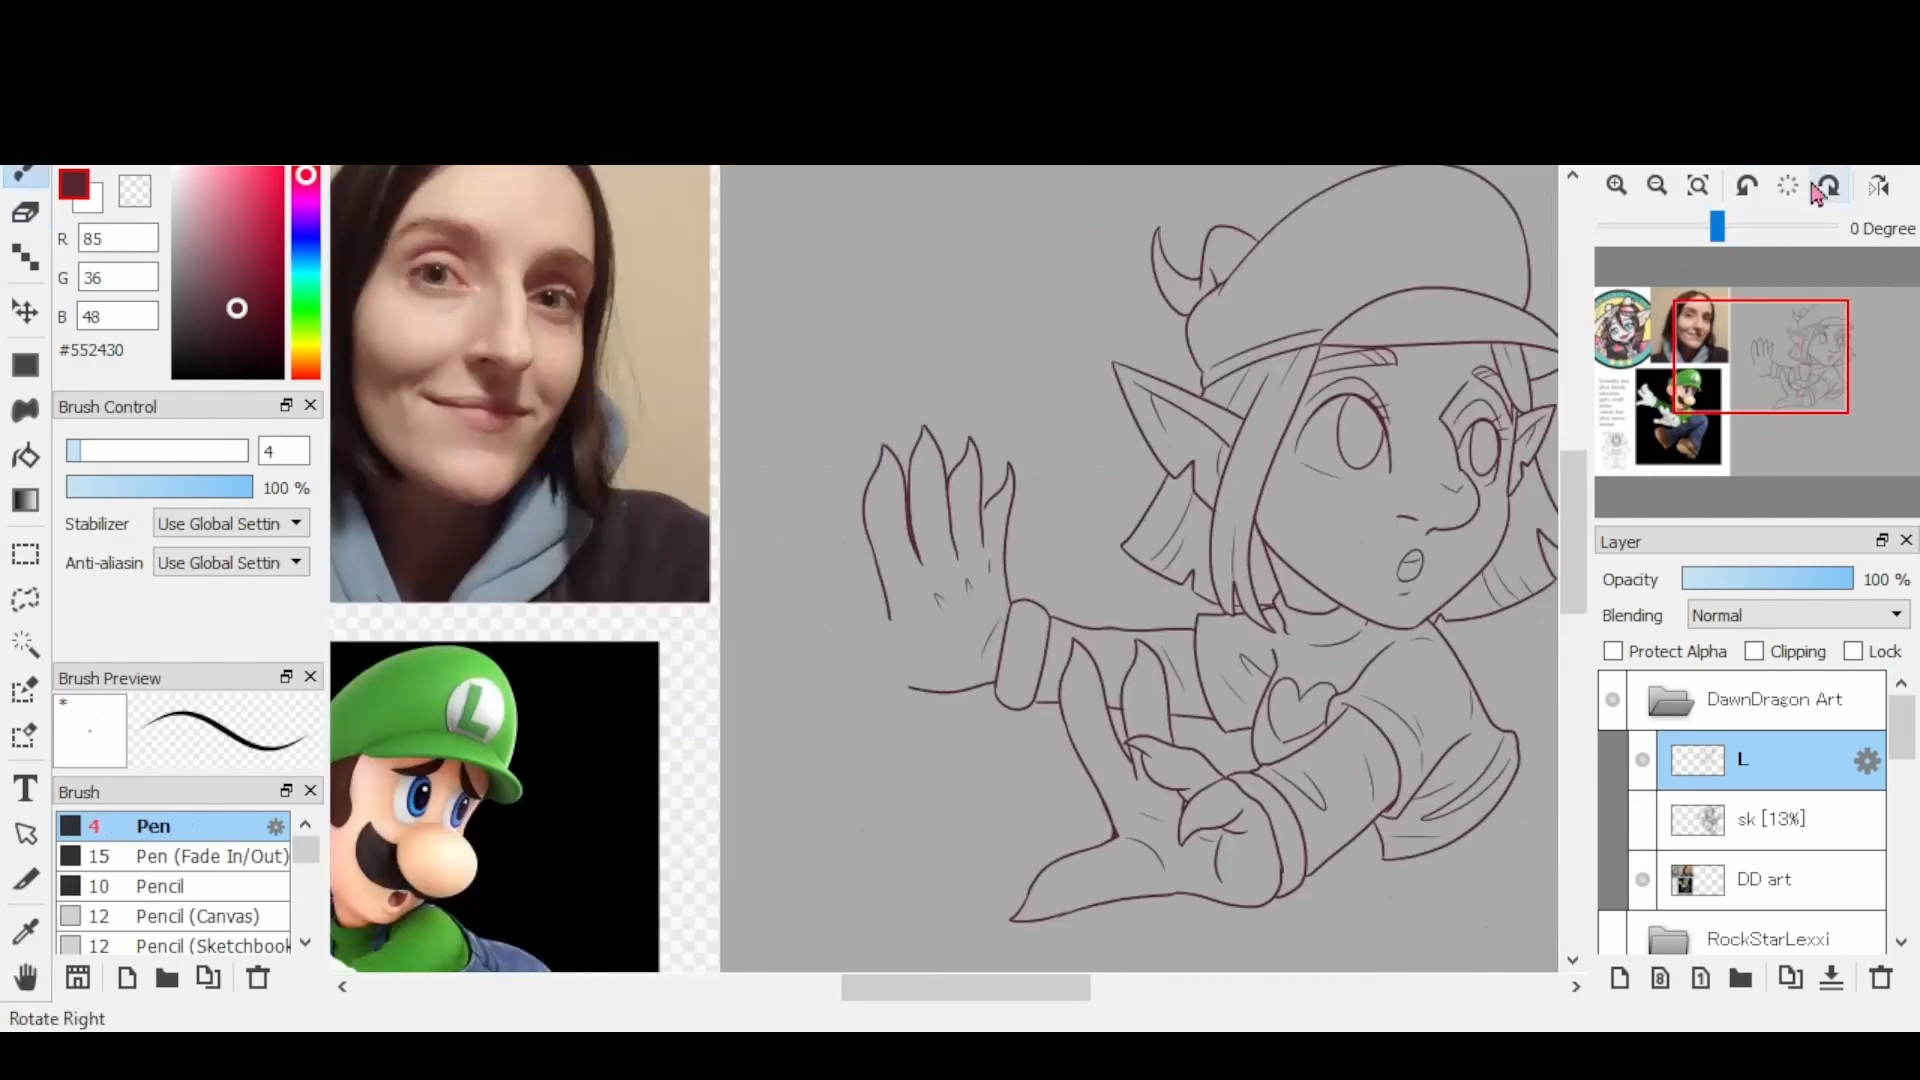 R 85
G 36
B 48
#552430
Brush Control
4
100 %
Stabilizer Use Global Settin
Anti-aliasin Use Global Settin
Brush Preview
*
Brush
4 Pen
15 Pen (Fade In/Out)
10 Pencil
12 Pencil (Canvas)
12 Pencil (Sketchbook
Rotate Right
L
0 Degree
Layer
Opacity 100 %
Blending Normal
Protect Alpha Clipping Lock
DawnDragon Art
L
sk [13%]
DD art
RockStarLexxi
8 1
T